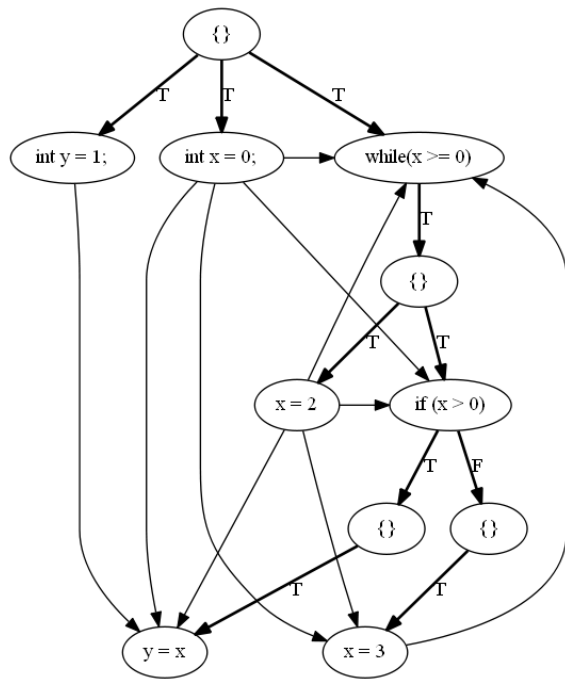 {}
T
T
T
int y = 1;
int x = 0;
while(x >= 0)
T
{}
T
T
x = 2
if (x > 0)
T
F
{}
{}
T
T
y = x
x = 3